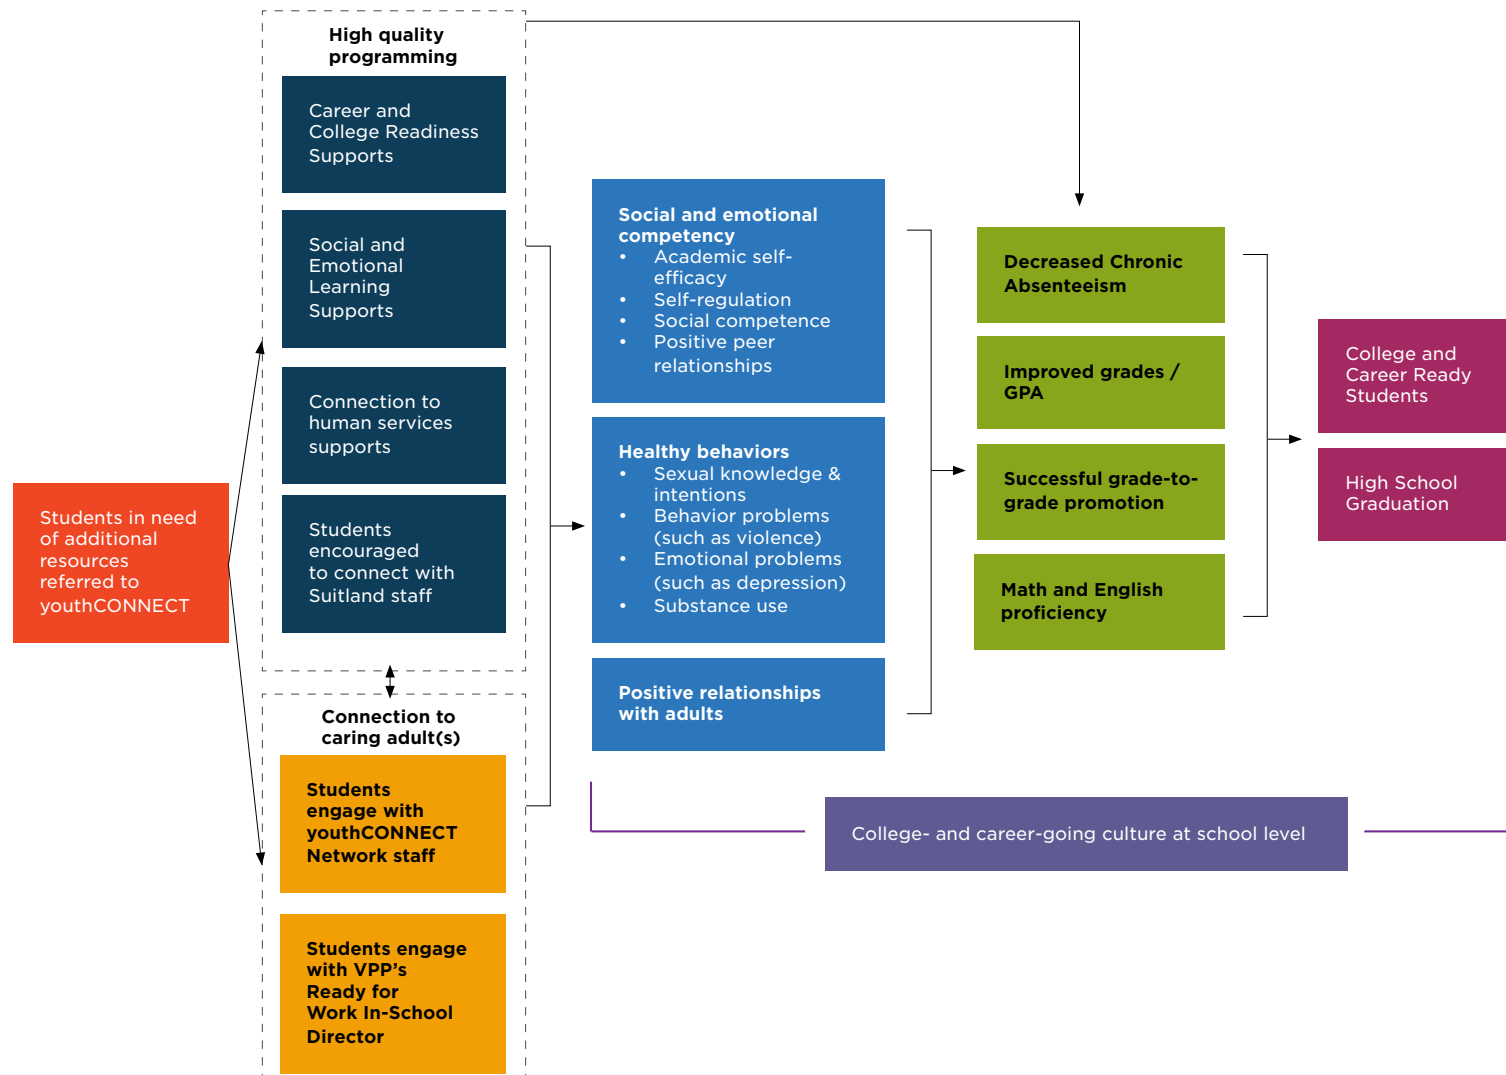 High quality
programming
Career and
College Readiness
Supports
Social and
Emotional
Learning
Supports
Connection to
human services
supports
Students
encouraged
to connect with
Suitland staff
Students in need
of additional
resources
referred to
youthCONNECT
Connection to
caring adult(s)
Students
engage with
youthCONNECT
Network staff
Students engage
with VPP’s
Ready for
Work In-School
Director
Social and emotional
competency
• Academic self-
efficacy
• Self-regulation
• Social competence
• Positive peer
relationships
Healthy behaviors
• Sexual knowledge &
intentions
• Behavior problems
(such as violence)
• Emotional problems
(such as depression)
• Substance use
Positive relationships
with adults
Decreased Chronic
Absenteeism
Improved grades /
GPA
Successful grade-to-
grade promotion
Math and English
proficiency
College and
Career Ready
Students
High School
Graduation
College- and career-going culture at school level